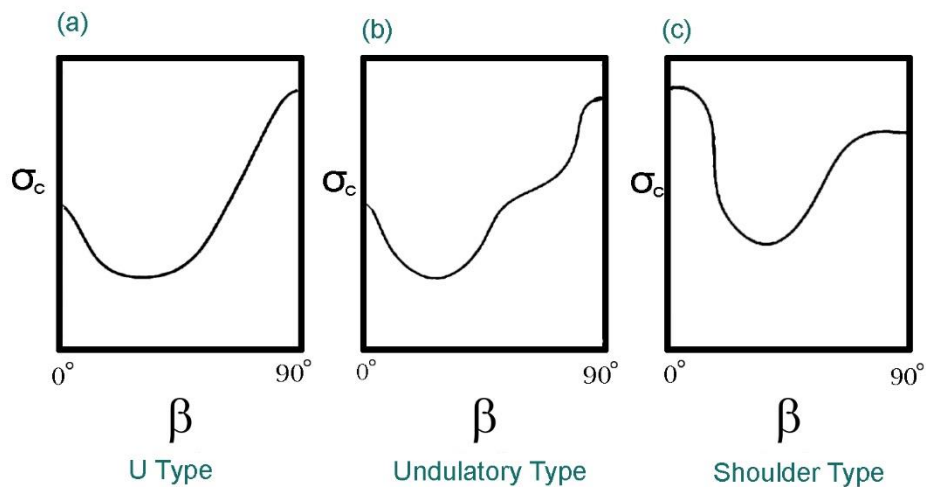 (a)
(b)
(c)
σc
σc
σc
0°
90°
0°
90°
0°
90°
β
β
β
U Type
Undulatory Type
Shoulder Type